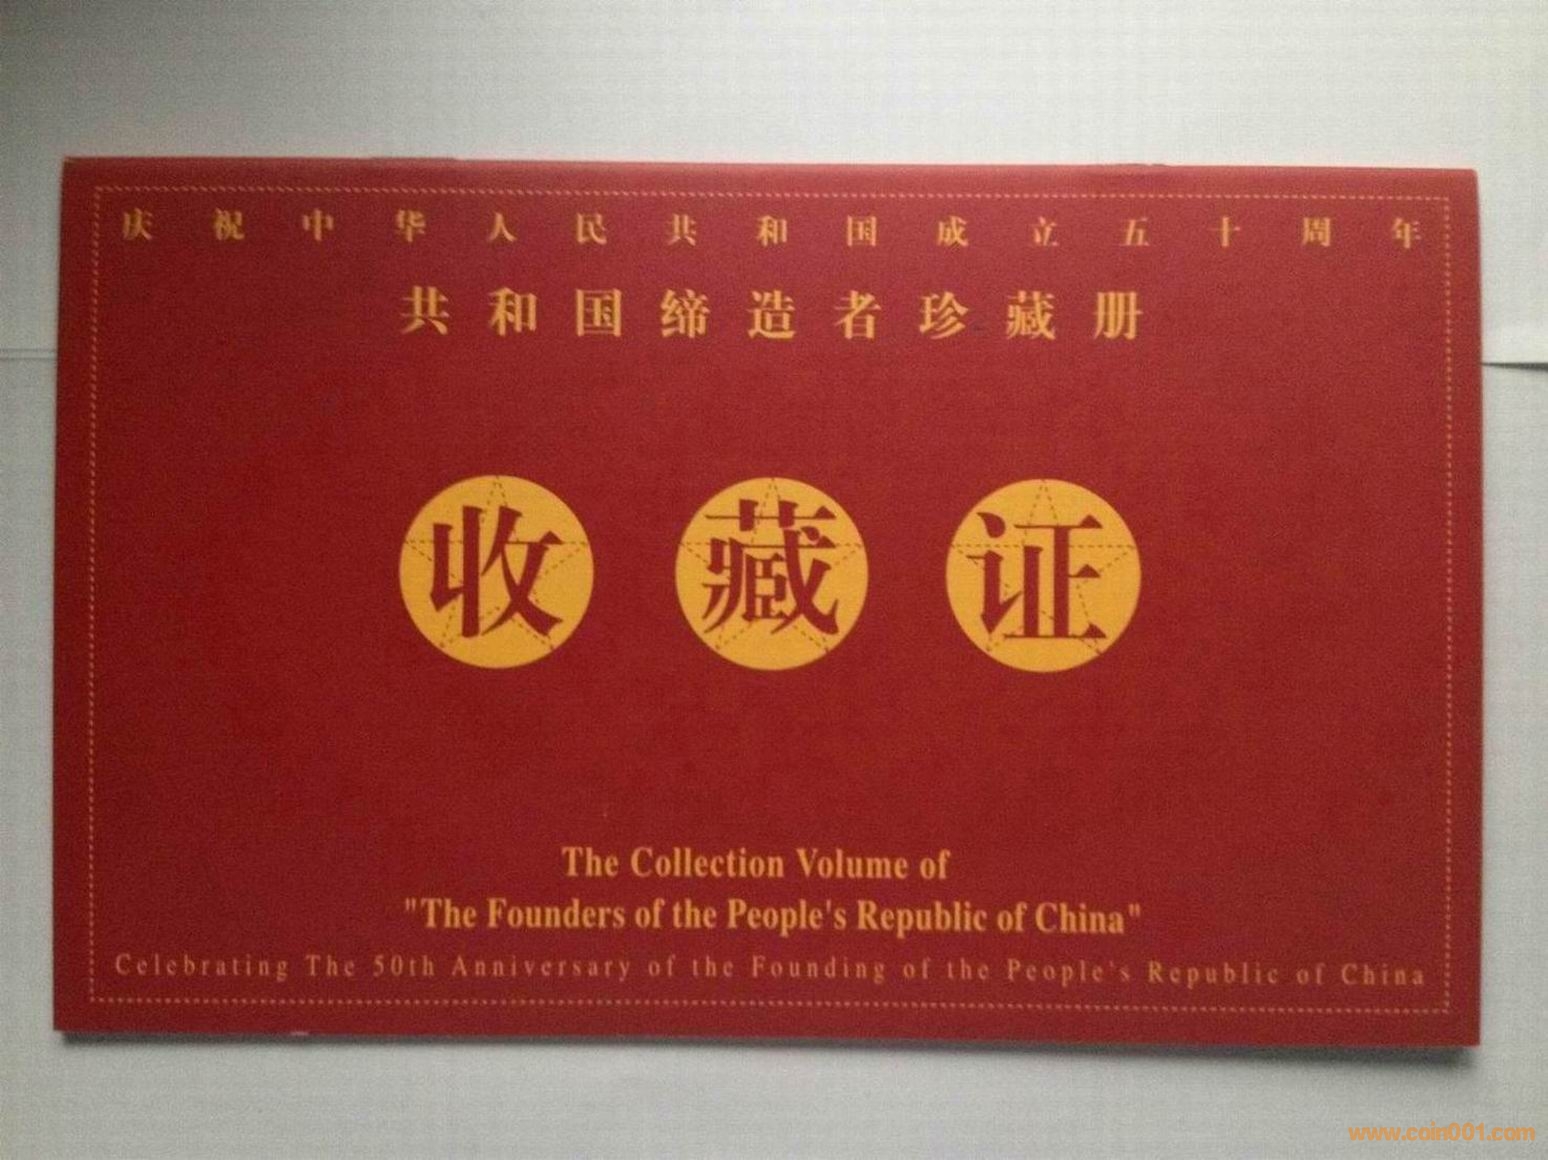 庆祝中华人民共和国成立五十周年
共和国缔造者珍藏册
收藏证
The Collection Volume of
"The Founders of the People's Republic of China"
Celebrating The 50th Anniversary of the Founding of the People's Republic of China
www.coin001.com